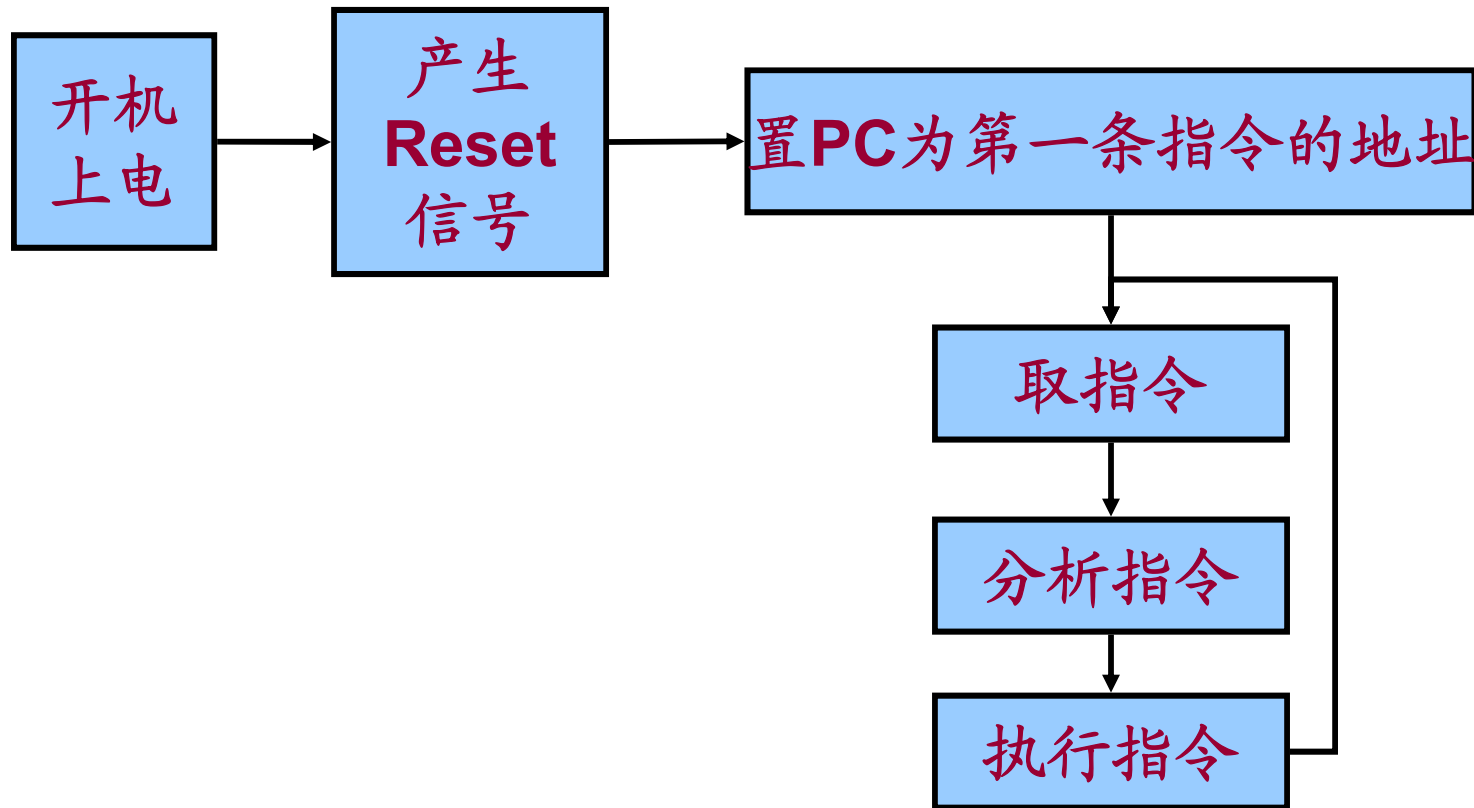 开机
上电
产生
Reset
信号
置PC为第一条指令的地址
取指令
分析指令
执行指令